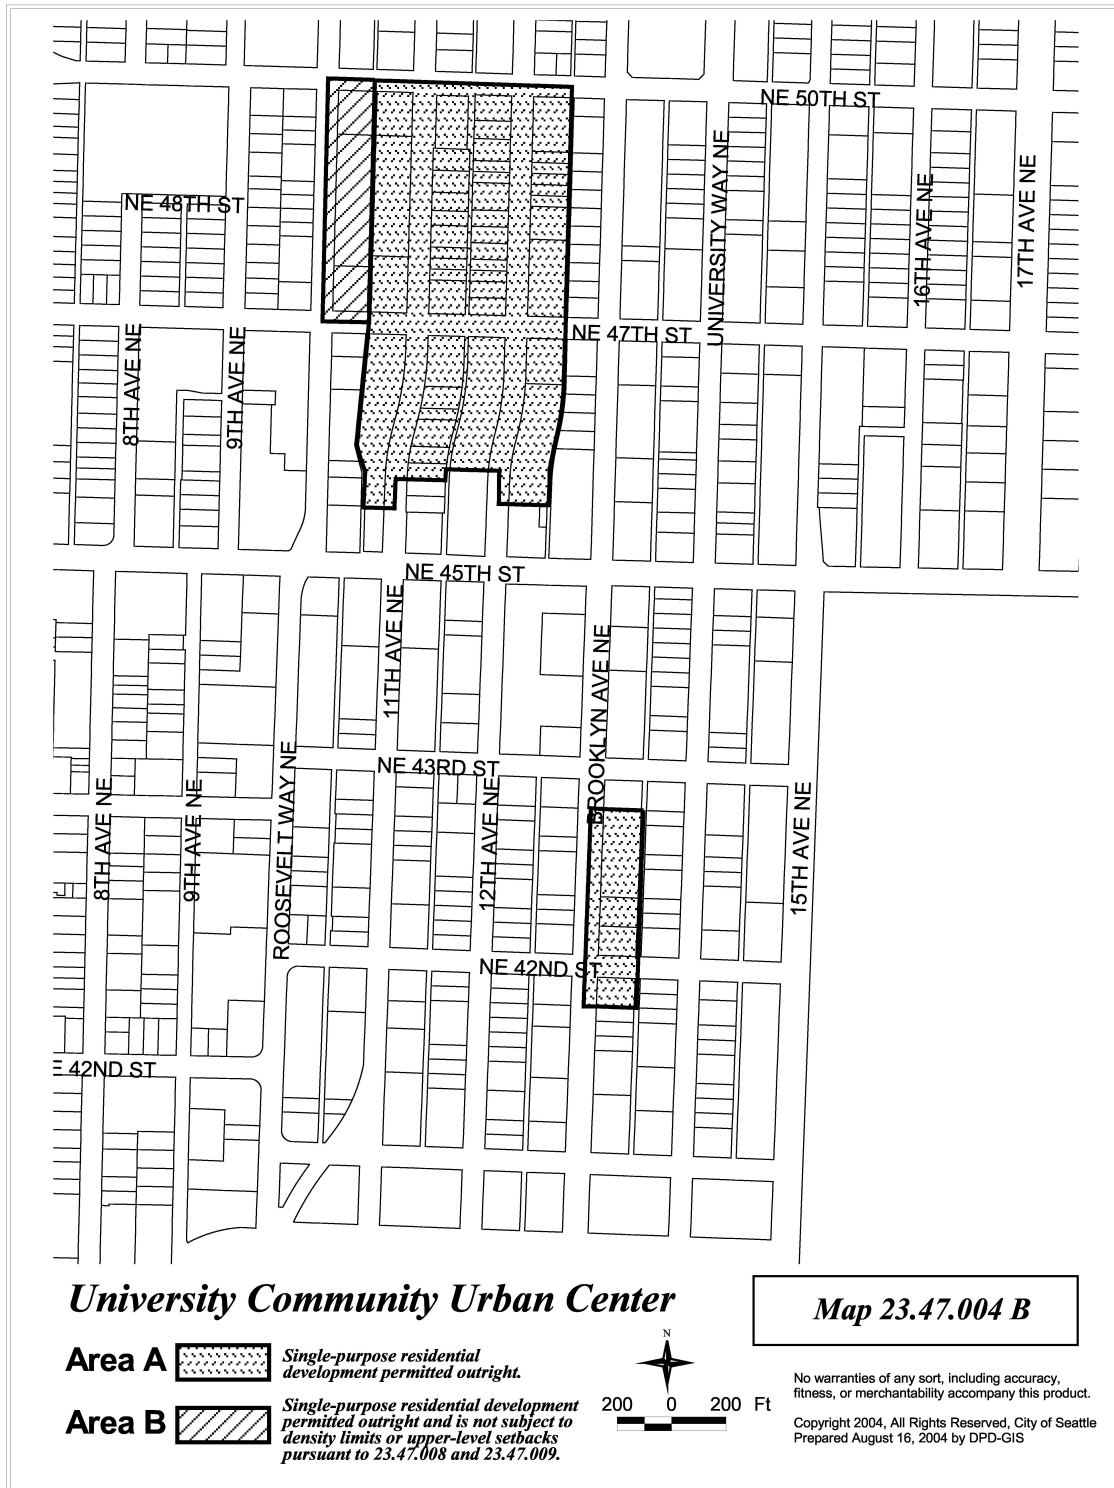 NE 50TH ST
UNIVERSITY WAY NE
16TH AVE NE
17TH AVE NE
NE 48TH ST
8TH AVE NE
9TH AVE NE
NE 47TH ST
NE 45TH ST
11TH AVE NE
BROOKLYN AVE NE
ROOSEVELT WAY NE
NE 43RD ST
8TH AVE NE
9TH AVE NE
12TH AVE NE
15TH AVE NE
NE 42ND ST
E 42ND ST
University Community Urban Center
Map 23.47.004 B
Area A
Single-purpose residential
development permitted outright.
Area B
Single-purpose residential development
permitted outright and is not subject to
density limits or upper-level setbacks
pursuant to 23.47.008 and 23.47.009.
N
200 0 200 Ft
No warranties of any sort, including accuracy,
fitness, or merchantability accompany this product.
Copyright 2004, All Rights Reserved, City of Seattle
Prepared August 16, 2004 by DPD-GIS